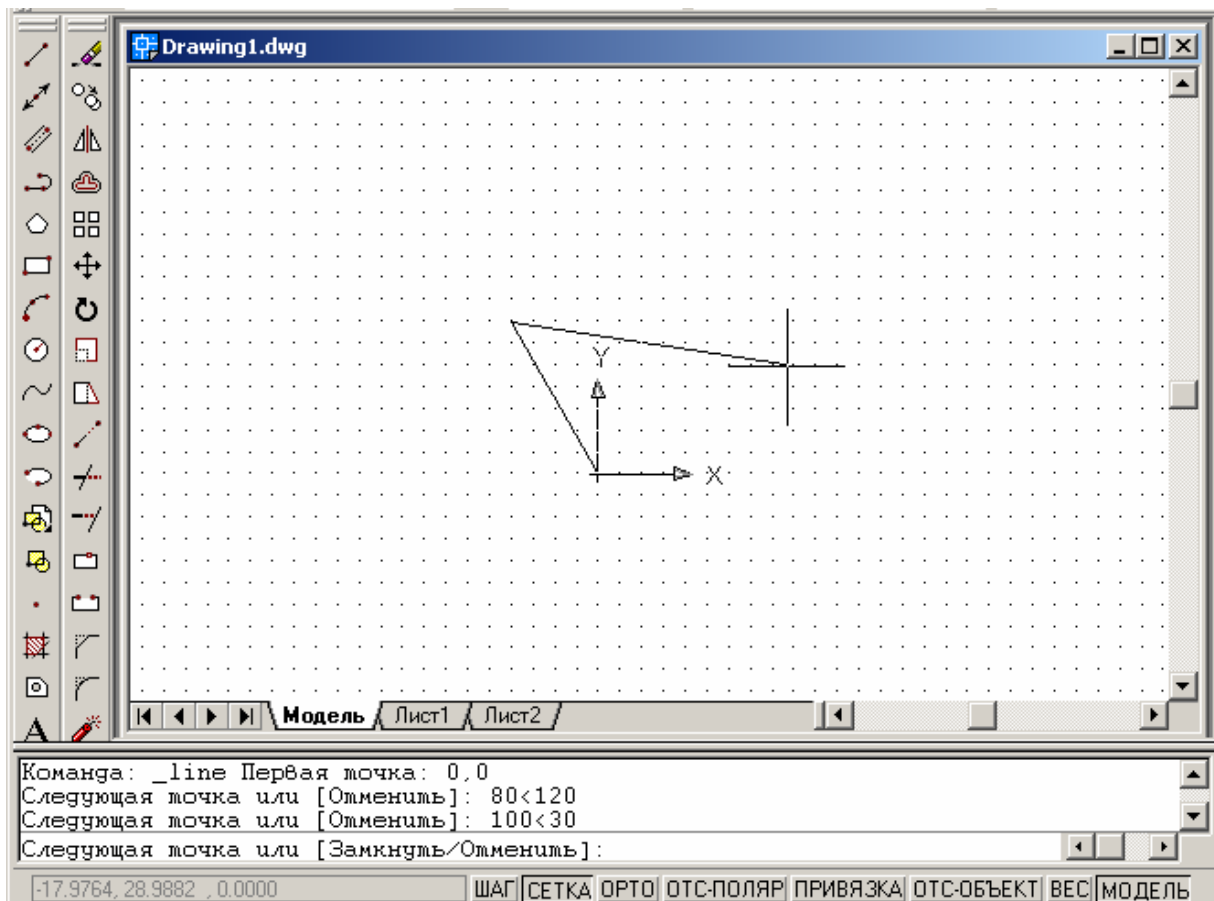 Drawing1.dwg
Y
X
A
Модель Лист1 Лист2
Команда: _line Первая точка: 0,0
Следующая точка или [Отменить]: 80<120
Следующая точка или [Отменить]: 100<30
Следующая точка или [Замкнуть/Отменить]:
-17.9764, 28.9882 , 0.0000 ШАГ СЕТКА ОРТО ОТС-ПОЛЯР ПРИВЯЗКА ОТС-ОБЪЕКТ ВЕС МОДЕЛЬ